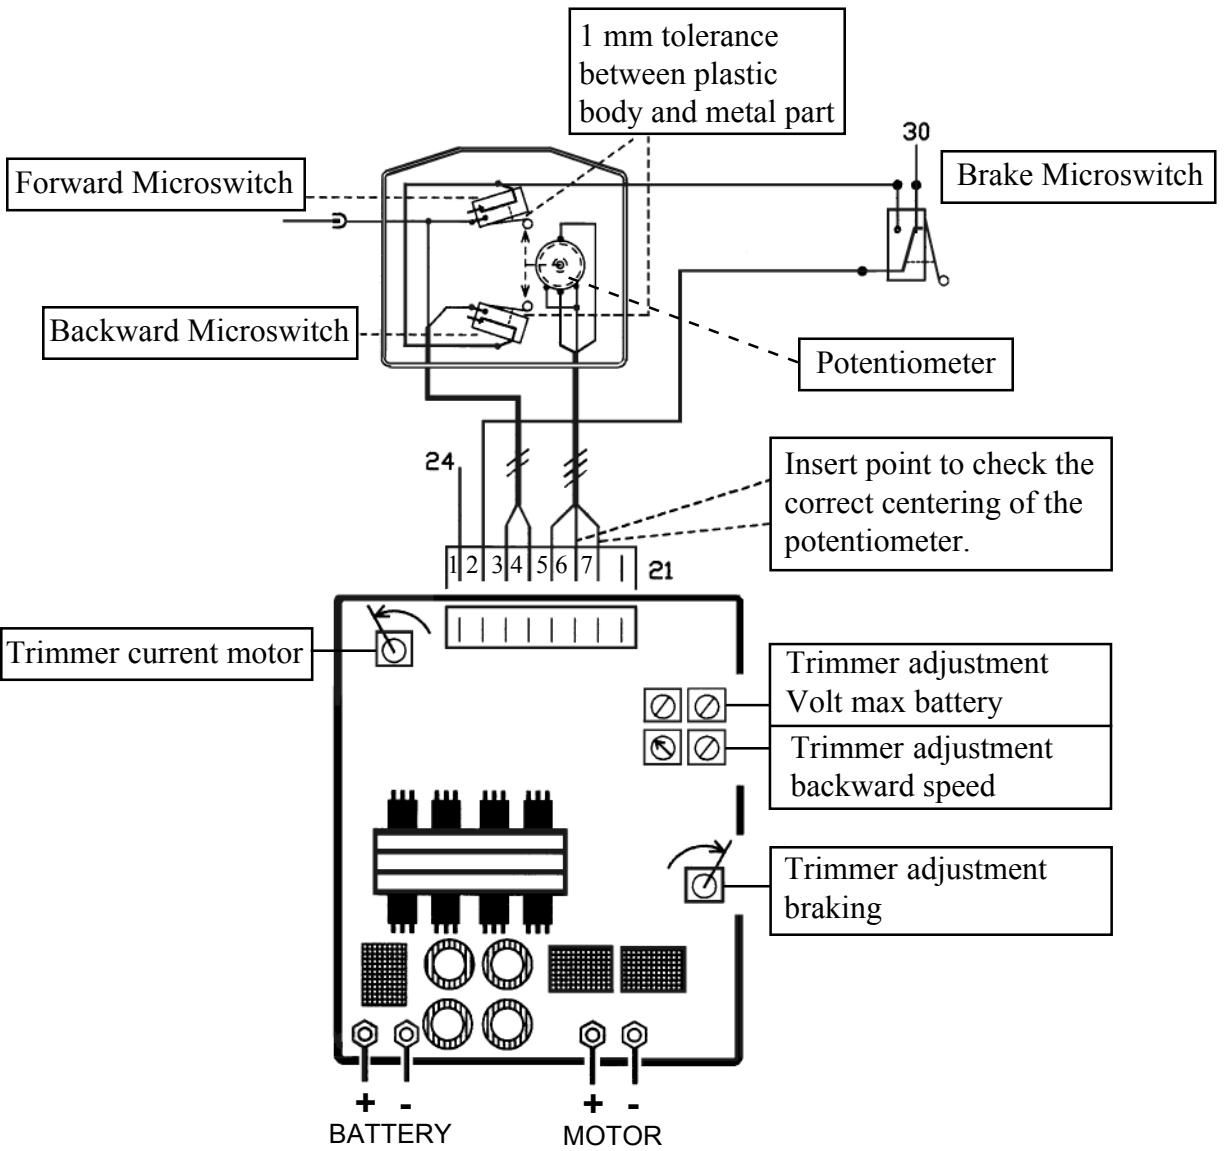 1 mm tolerance
between plastic
body and metal part
30
Forward Microswitch
Brake Microswitch
Backward Microswitch
Potentiometer
24
Insert point to check the
correct centering of the
potentiometer.
1 2 3 4 5 6 7
21
Trimmer current motor
Trimmer adjustment
Volt max battery
Trimmer adjustment
backward speed
Trimmer adjustment
braking
+ - + -
BATTERY MOTOR